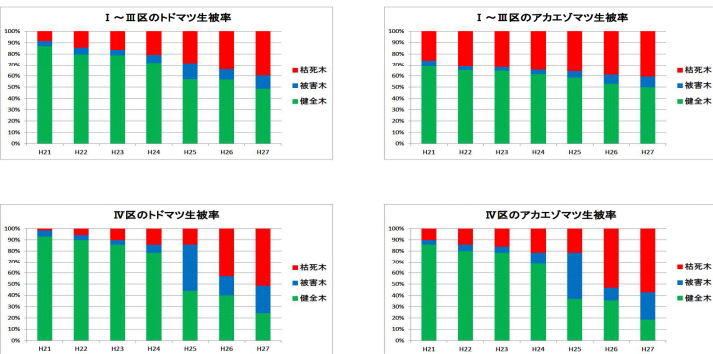 Ⅰ～Ⅲ区のトドマツ生被率
100%
90%
80%
70%
60%
50%
40%
30%
20%
10%
0%
H21 H22 H23 H24 H25 H26 H27
枯死木
被害木
健全木
Ⅰ～Ⅲ区のアカエゾマツ生被率
100%
90%
80%
70%
60%
50%
40%
30%
20%
10%
0%
H21 H22 H23 H24 H25 H26 H27
枯死木
被害木
健全木
Ⅳ区のトドマツ生被率
100%
90%
80%
70%
60%
50%
40%
30%
20%
10%
0%
H21 H22 H23 H24 H25 H26 H27
枯死木
被害木
健全木
Ⅳ区のアカエゾマツ生被率
100%
90%
80%
70%
60%
50%
40%
30%
20%
10%
0%
H21 H22 H23 H24 H25 H26 H27
枯死木
被害木
健全木